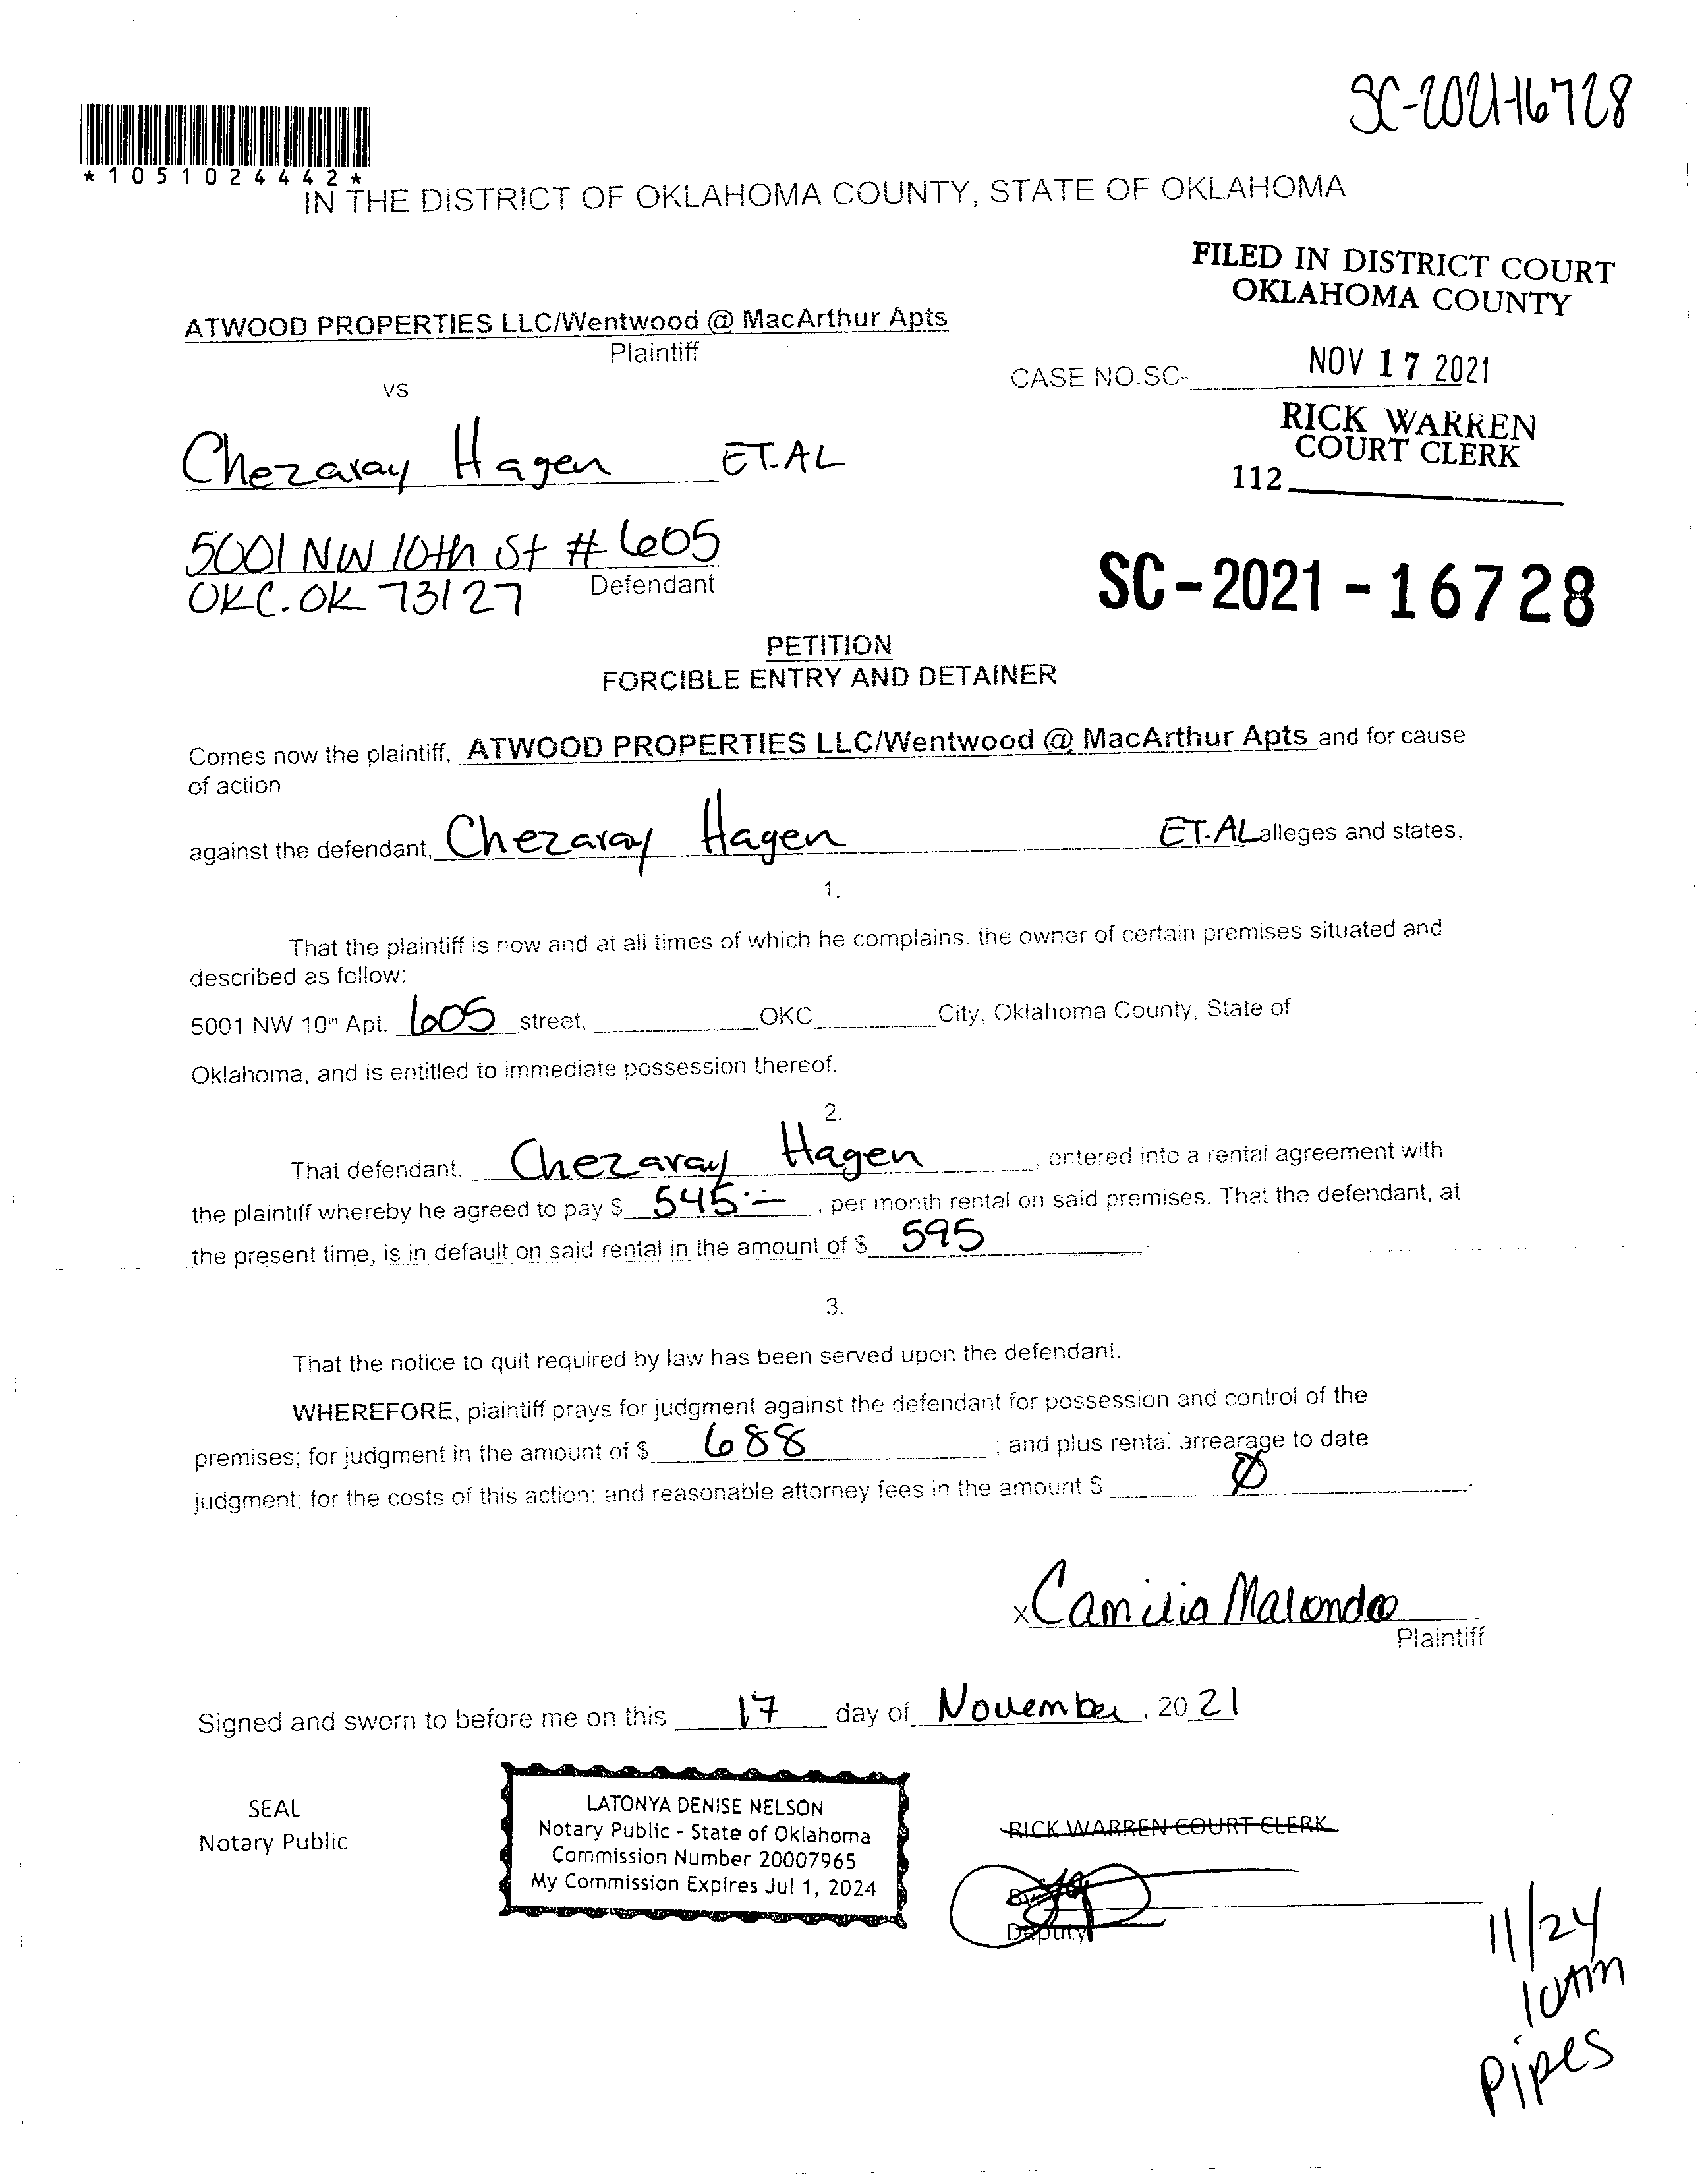 SC-2021-16728
*1051024442*
IN THE DISTRICT OF OKLAHOMA COUNTY, STATE OF OKLAHOMA
FILED IN DISTRICT COURT
OKLAHOMA COUNTY
ATWOOD PROPERTIES LLC/Wentwood @ MacArthur Apts
Plaintiff
NOV 17 2021
CASE NO.SC-
vs
RICK WARREN
COURT CLERK
112
Chezaray Hagen ET.AL
5001 NW 10th St # 605
OKC. OK 73127 Defendant
SC-2021-16728
PETITION
FORCIBLE ENTRY AND DETAINER
Comes now the plaintiff, ATWOOD PROPERTIES LLC/Wentwood @ MacArthur Apts and for cause
of action
against the defendant, Chezaray Hagen ET.AL alleges and states,
1.
That the plaintiff is now and at all times of which he complains, the owner of certain premises situated and
described as follow:
5001 NW 10th Apt. 605 street, OKC City, Oklahoma County, State of
Oklahoma, and is entitled to immediate possession thereof.
2.
That defendant, Chezaray Hagen, entered into a rental agreement with
the plaintiff whereby he agreed to pay $ 545.-, per month rental on said premises. That the defendant, at
the present time, is in default on said rental in the amount of $ 595.
3.
That the notice to quit required by law has been served upon the defendant.
WHEREFORE, plaintiff prays for judgment against the defendant for possession and control of the
premises; for judgment in the amount of $ 688; and plus rental arrearage to date
judgment; for the costs of this action; and reasonable attorney fees in the amount $ Ø.
x Camilia
Plaintiff
Signed and sworn to before me on this 17 day of November, 2021
SEAL
Notary Public
LATONYA DENISE NELSON
Notary Public - State of Oklahoma
Commission Number 20007965
My Commission Expires Jul 1, 2024
RICK WARREN COURT CLERK
By
Deputy
11/24
10Am
Pipes